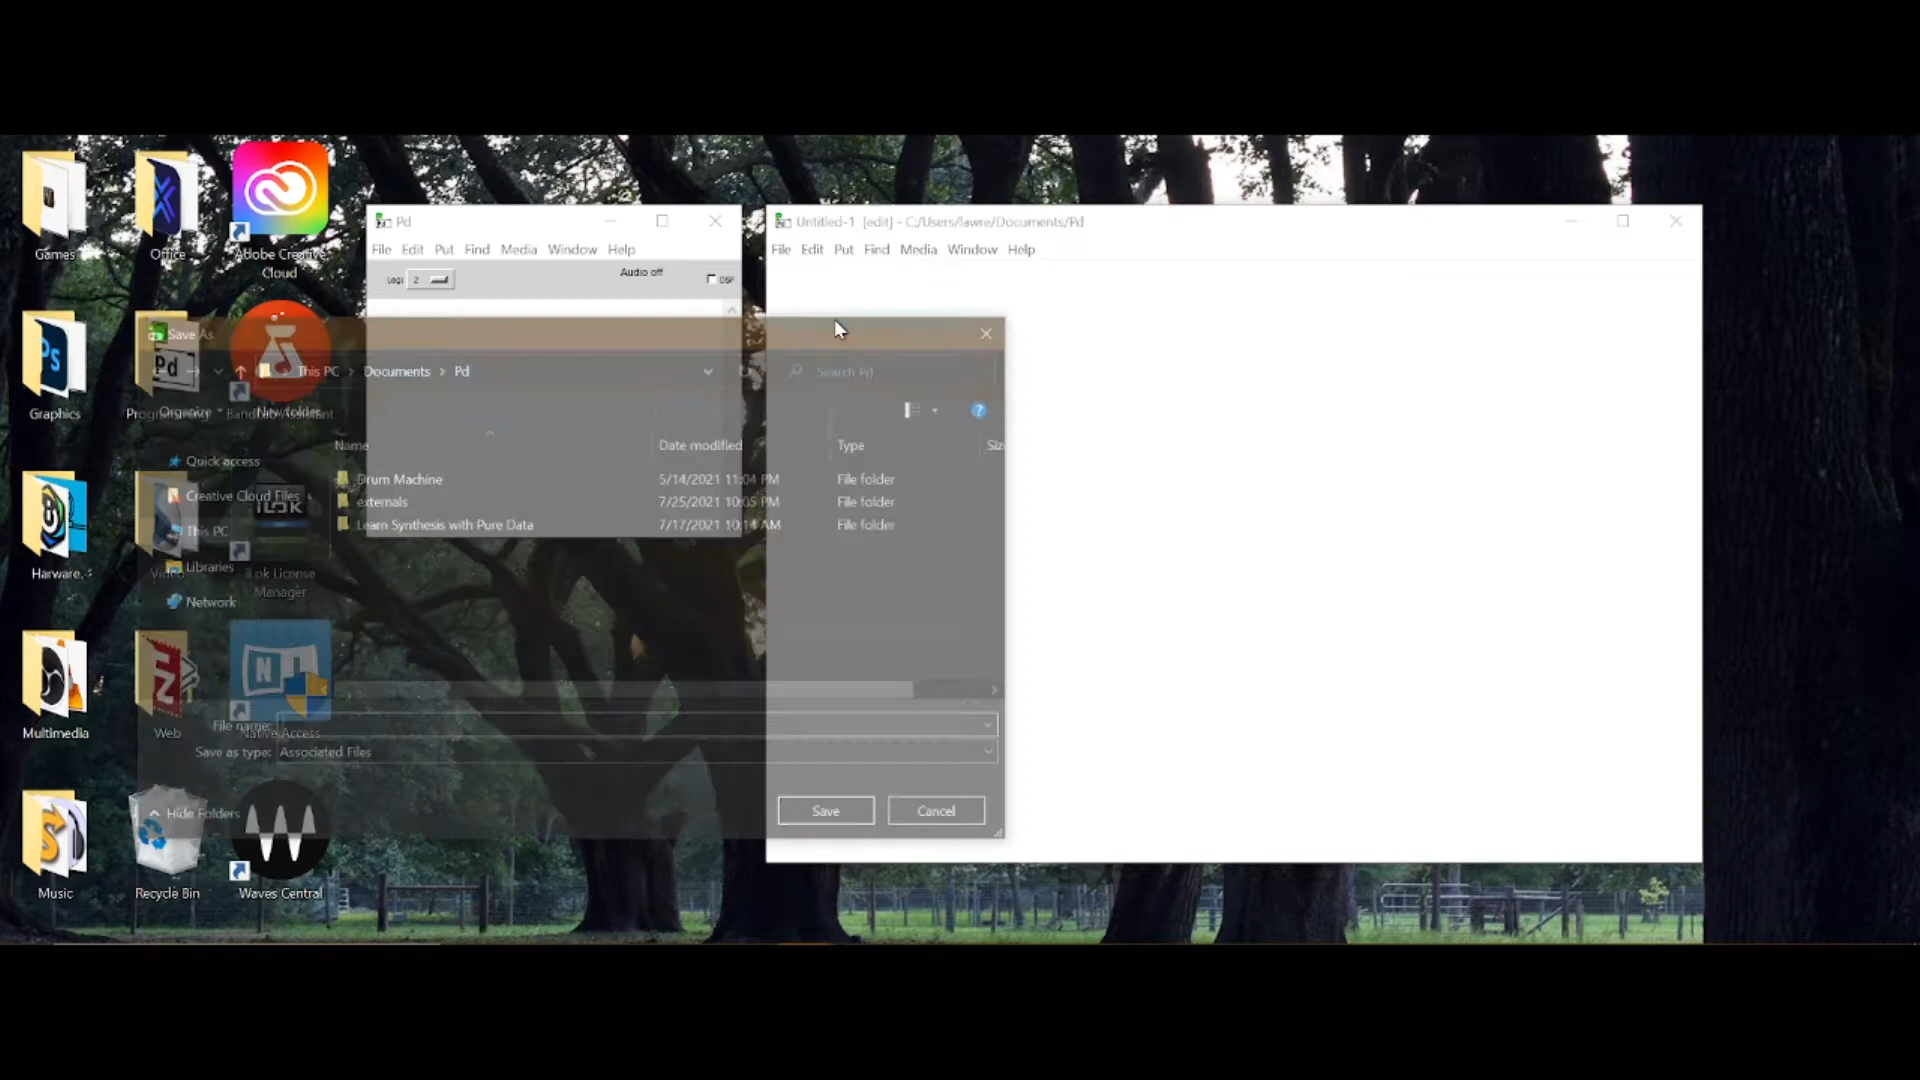 Games
Office
Adobe Creative
Cloud
Graphics
Harware...
iLOK
iLok License
Manager
Multimedia
Web
Native Access
Music
Recycle Bin
Waves Central
Pd
File Edit Put Find Media Window Help
Log: 2
Audio off
DSP
Untitled-1 [edit] - C:/Users/lawre/Documents/Pd
File Edit Put Find Media Window Help
Save As
Pd
This PC > Documents > Pd
Search Pd
Organize
New folder
Name Date modified Type Size
Quick access
Creative Cloud Files
This PC
Libraries
Network
Drum Machine 5/14/2021 11:04 PM File folder
externals 7/25/2021 10:05 PM File folder
Learn Synthesis with Pure Data 7/17/2021 10:14 AM File folder
File name:
Save as type: Associated Files
Hide Folders
Save Cancel